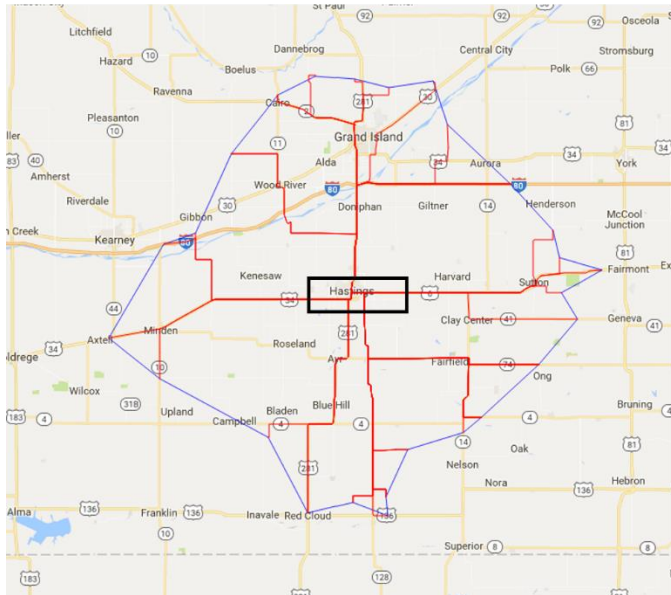 St Paul
92
92
Osceola
Litchfield
10
Dannebrog
Central City
Stromsburg
Hazard
Boelus
Polk
66
Ravenna
Cairo
2
281
30
81
Pleasanton
10
Grand Island
83
40
11
Alda
34
Aurora
34
York
Amherst
Wood River
80
80
Riverdale
30
Doniphan
Giltner
14
Henderson
Gibbon
McCool
Junction
Creek
Kearney
80
81
Kenesaw
Harvard
Sutton
Fairmont
Hastings
44
34
6
Clay Center
41
Geneva
Minden
281
34
Axtell
Roseland
Ayr
Fairfield
74
10
Ong
Wilcox
31B
Upland
Bladen
Blue Hill
Bruning
183
4
Campbell
4
4
4
14
81
Oak
281
Nelson
Nora
Hebron
Alma
136
Franklin
136
Inavale
Red Cloud
136
136
10
Superior
8
8
183
128
81